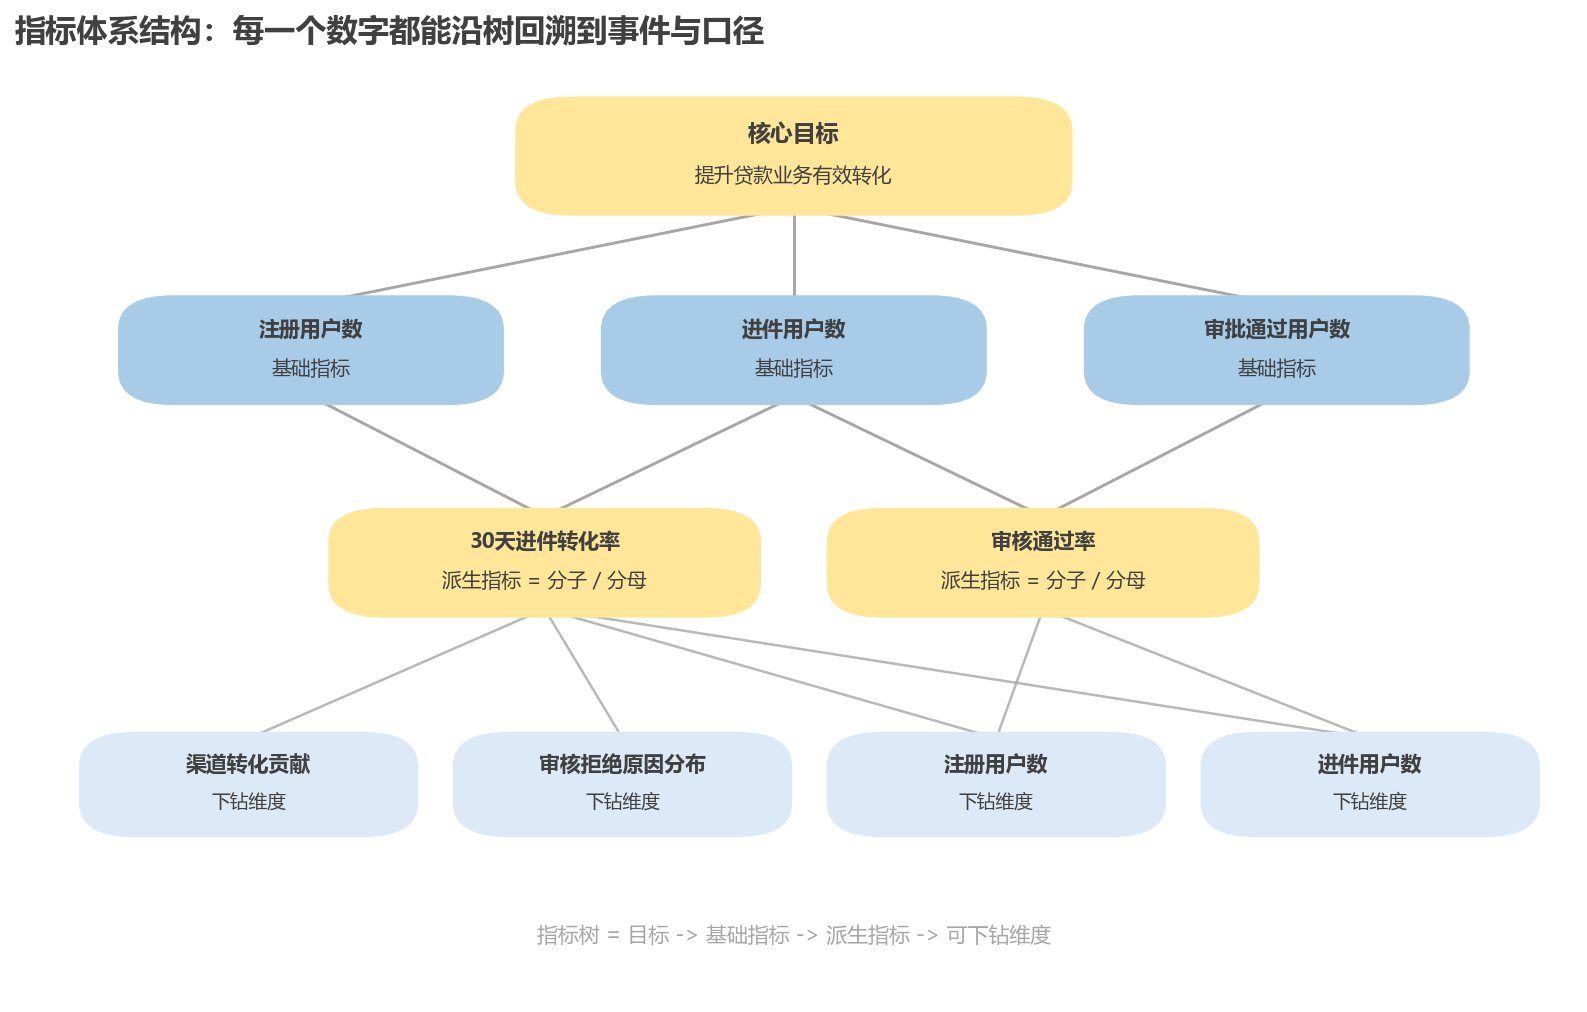 指标体系结构：每一个数字都能沿树回溯到事件与口径
核心目标
提升贷款业务有效转化
注册用户数
基础指标
进件用户数
基础指标
审批通过用户数
基础指标
30天进件转化率
派生指标 = 分子 / 分母
审核通过率
派生指标 = 分子 / 分母
渠道转化贡献
下钻维度
审核拒绝原因分布
下钻维度
注册用户数
下钻维度
进件用户数
下钻维度
指标树 = 目标 -> 基础指标 -> 派生指标 -> 可下钻维度